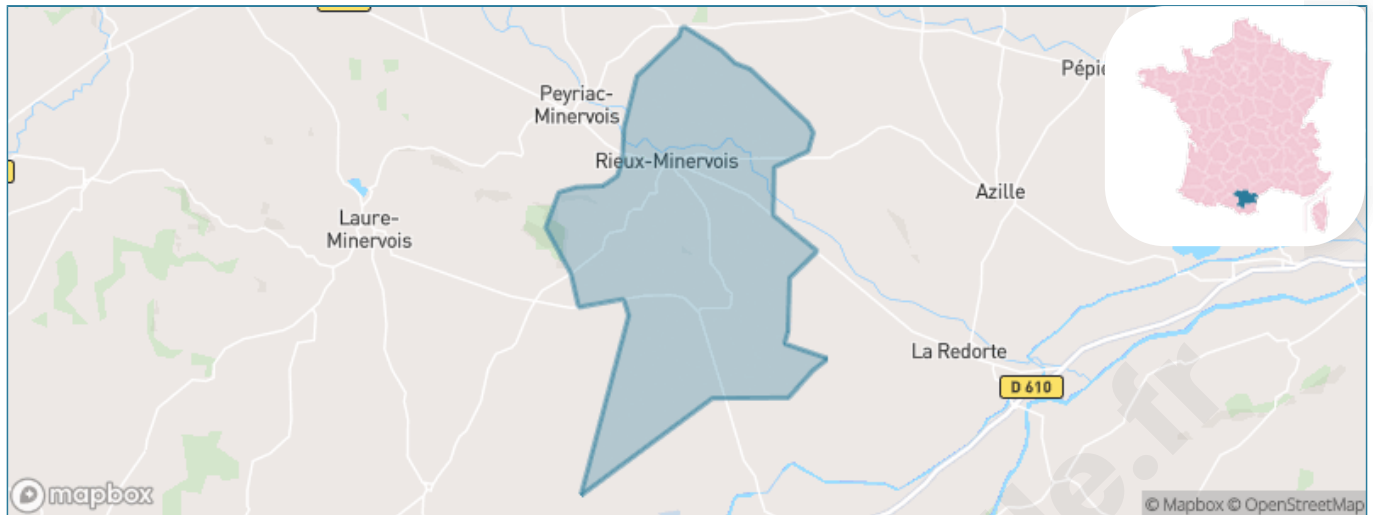 Peyriac-
Minervois
Rieux-Minervois
Laure-
Minervois
Azille
La Redorte
D 610
mapbox
© Mapbox © OpenStreetMap